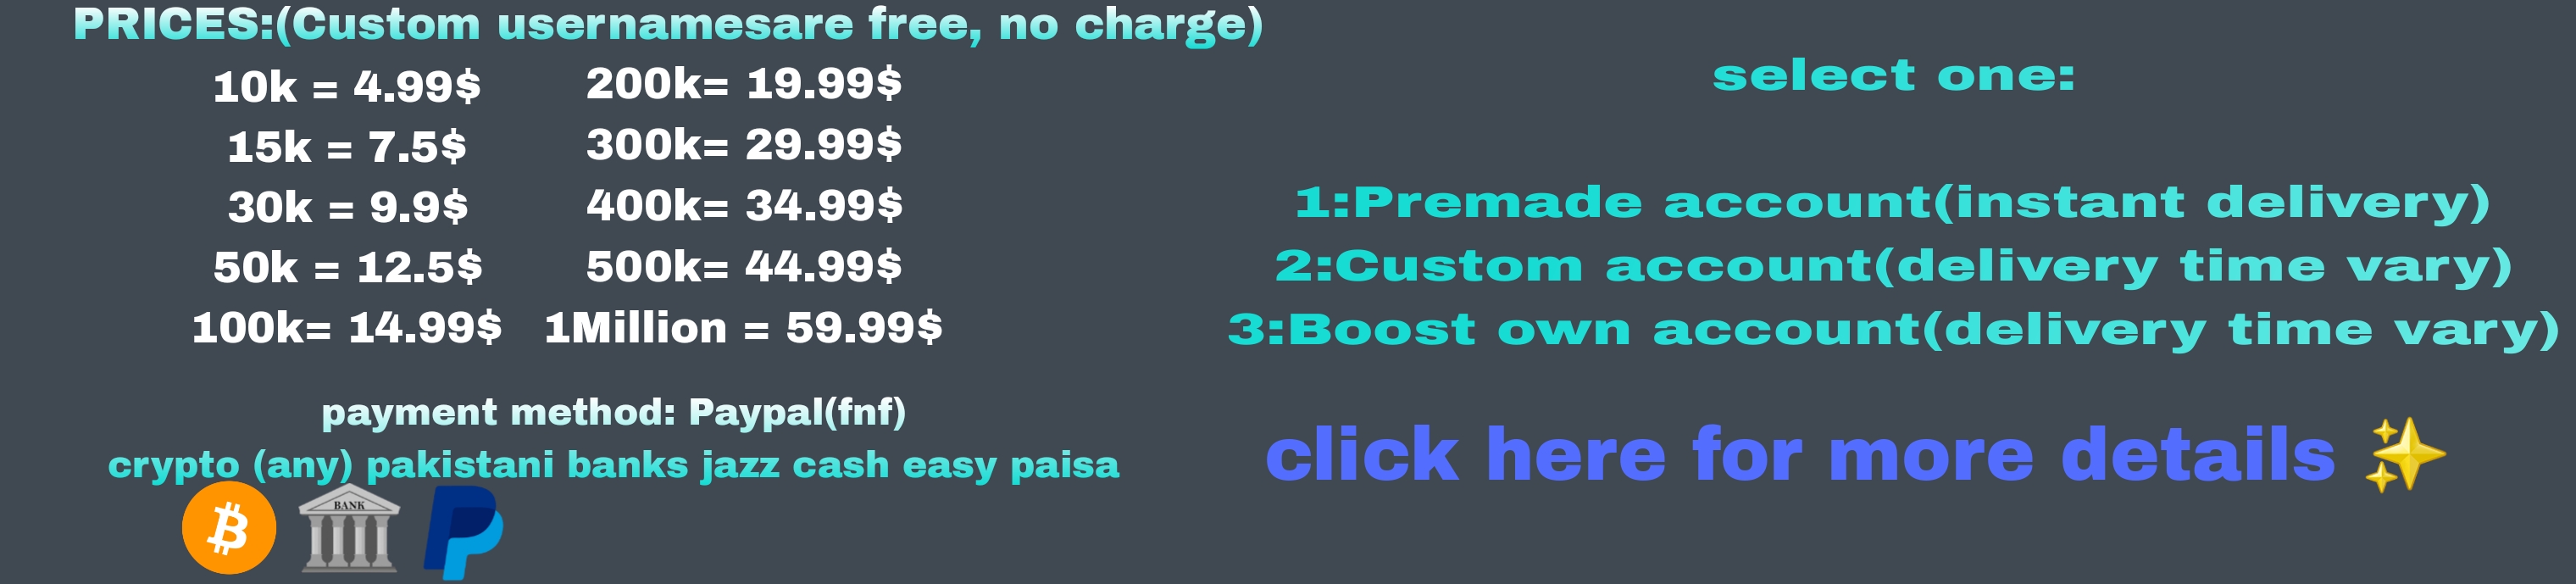 PRICES:(Custom usernamesare free, no charge)
10k = 4.99$
15k = 7.5$
30k = 9.9$
50k = 12.5$
100k= 14.99$
200k= 19.99$
300k= 29.99$
400k= 34.99$
500k= 44.99$
1Million = 59.99$
payment method: Paypal(fnf)
crypto (any) pakistani banks jazz cash easy paisa
BANK
select one:
1:Premade account(instant delivery)
2:Custom account(delivery time vary)
3:Boost own account(delivery time vary)
click here for more details ✨